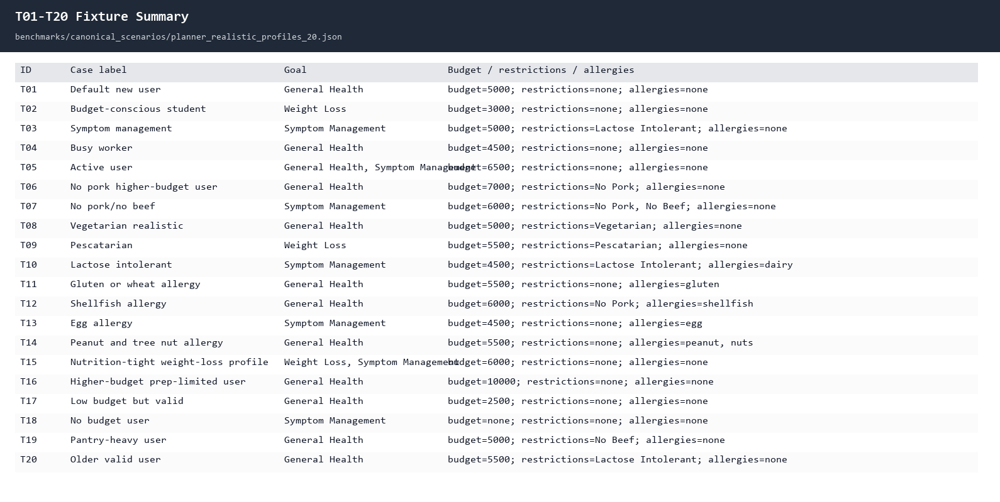 T01-T20 Fixture Summary
benchmarks/canonical_scenarios/planner_realistic_profiles_20.json
ID Case label Goal Budget / restrictions / allergies
T01 Default new user General Health budget=5000; restrictions=none; allergies=none
T02 Budget-conscious student Weight Loss budget=3000; restrictions=none; allergies=none
T03 Symptom management Symptom Management budget=5000; restrictions=Lactose Intolerant; allergies=none
T04 Busy worker General Health budget=4500; restrictions=none; allergies=none
T05 Active user General Health, Symptom Management budget=6500; restrictions=none; allergies=none
T06 No pork higher-budget user General Health budget=7000; restrictions=No Pork; allergies=none
T07 No pork/no beef Symptom Management budget=6000; restrictions=No Pork, No Beef; allergies=none
T08 Vegetarian realistic General Health budget=5000; restrictions=Vegetarian; allergies=none
T09 Pescatarian Weight Loss budget=5500; restrictions=Pescatarian; allergies=none
T10 Lactose intolerant Symptom Management budget=4500; restrictions=Lactose Intolerant; allergies=dairy
T11 Gluten or wheat allergy General Health budget=5500; restrictions=none; allergies=gluten
T12 Shellfish allergy General Health budget=6000; restrictions=No Pork; allergies=shellfish
T13 Egg allergy Symptom Management budget=4500; restrictions=none; allergies=egg
T14 Peanut and tree nut allergy General Health budget=5500; restrictions=none; allergies=peanut, nuts
T15 Nutrition-tight weight-loss profile Weight Loss, Symptom Management budget=6000; restrictions=none; allergies=none
T16 Higher-budget prep-limited user General Health budget=10000; restrictions=none; allergies=none
T17 Low budget but valid General Health budget=2500; restrictions=none; allergies=none
T18 No budget user Symptom Management budget=none; restrictions=none; allergies=none
T19 Pantry-heavy user General Health budget=5000; restrictions=No Beef; allergies=none
T20 Older valid user General Health budget=5500; restrictions=Lactose Intolerant; allergies=none